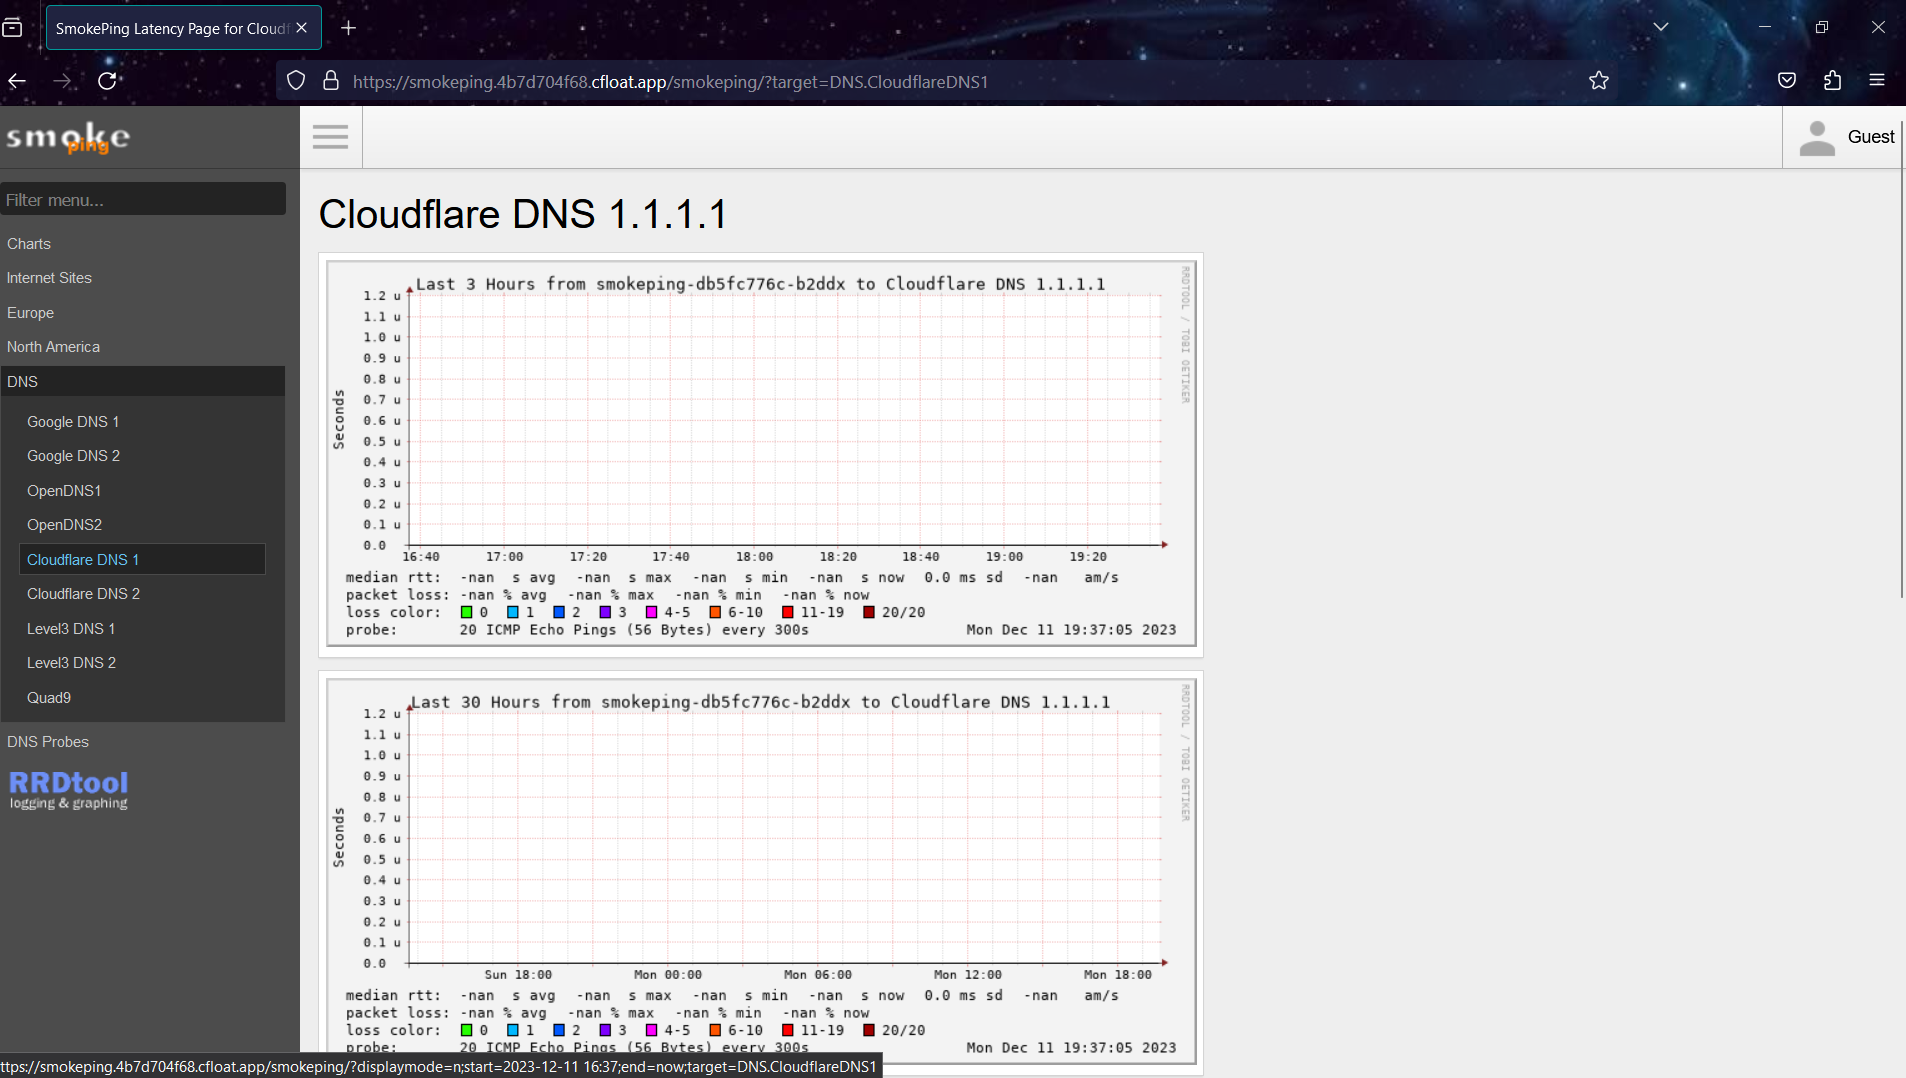 SmokePing Latency Page for Cloudf
https://smokeping.4b7d704f68.cfloat.app/smokeping/?target=DNS.CloudflareDNS1
smoke
ping
Guest
Filter menu...
Charts
Internet Sites
Europe
North America
DNS
Google DNS 1
Google DNS 2
OpenDNS1
OpenDNS2
Cloudflare DNS 1
Cloudflare DNS 2
Level3 DNS 1
Level3 DNS 2
Quad9
DNS Probes
RRDtool
logging & graphing
Cloudflare DNS 1.1.1.1
Last 3 Hours from smokeping-db5fc776c-b2ddx to Cloudflare DNS 1.1.1.1
RRDTOOL / TOBI OETIKER
Seconds
1.2 u
1.1 u
1.0 u
0.9 u
0.8 u
0.7 u
0.6 u
0.5 u
0.4 u
0.3 u
0.2 u
0.1 u
0.0
16:40 17:00 17:20 17:40 18:00 18:20 18:40 19:00 19:20
median rtt: -nan s avg -nan s max -nan s min -nan s now 0.0 ms sd -nan am/s
packet loss: -nan % avg -nan % max -nan % min -nan % now
loss color: 0 1 2 3 4-5 6-10 11-19 20/20
probe: 20 ICMP Echo Pings (56 Bytes) every 300s Mon Dec 11 19:37:05 2023
Last 30 Hours from smokeping-db5fc776c-b2ddx to Cloudflare DNS 1.1.1.1
RRDTOOL / TOBI OETIKER
Seconds
1.2 u
1.1 u
1.0 u
0.9 u
0.8 u
0.7 u
0.6 u
0.5 u
0.4 u
0.3 u
0.2 u
0.1 u
0.0
Sun 18:00 Mon 00:00 Mon 06:00 Mon 12:00 Mon 18:00
median rtt: -nan s avg -nan s max -nan s min -nan s now 0.0 ms sd -nan am/s
packet loss: -nan % avg -nan % max -nan % min -nan % now
loss color: 0 1 2 3 4-5 6-10 11-19 20/20
probe: 20 ICMP Echo Pings (56 Bytes) every 300s Mon Dec 11 19:37:05 2023
ttps://smokeping.4b7d704f68.cfloat.app/smokeping/?displaymode=n;start=2023-12-11 16:37;end=now;target=DNS.CloudflareDNS1